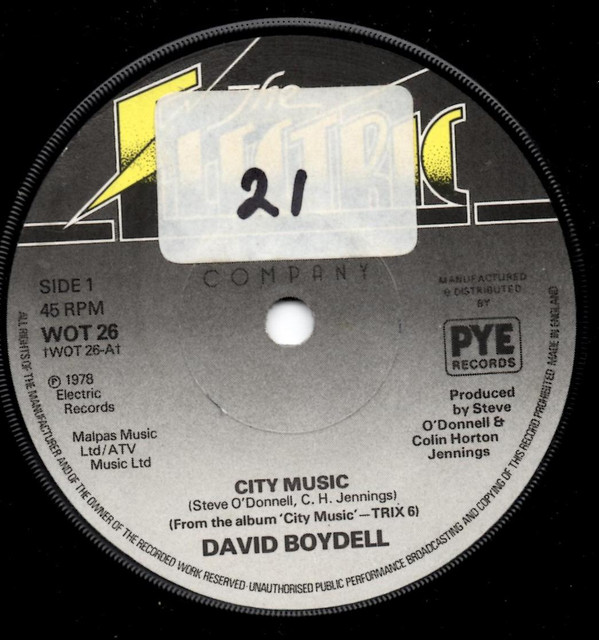 The
ELECTRIC
21
COMPANY
SIDE 1
45 RPM
WOT 26
†WOT 26-A†
℗ 1978
Electric
Records
Malpas Music
Ltd/ATV
Music Ltd
MANUFACTURED
& DISTRIBUTED
BY
PYE
RECORDS
Produced
by Steve
O'Donnell &
Colin Horton
Jennings
CITY MUSIC
(Steve O'Donnell, C. H. Jennings)
(From the album 'City Music'—TRIX 6)
DAVID BOYDELL
ALL RIGHTS OF THE MANUFACTURER AND OF THE OWNER OF THE RECORDED WORK RESERVED · UNAUTHORISED PUBLIC PERFORMANCE BROADCASTING AND COPYING OF THIS RECORD PROHIBITED MADE IN ENGLAND